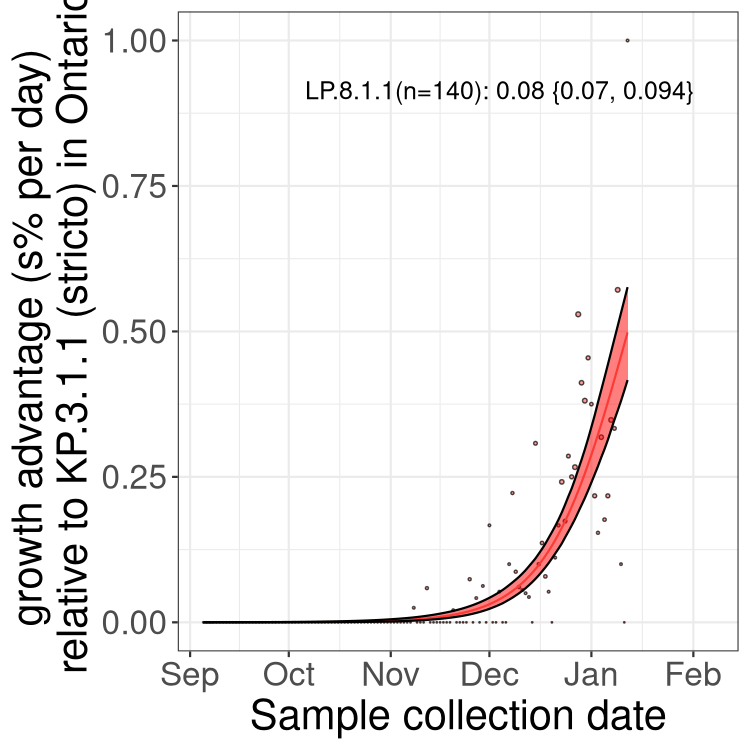 growth advantage (s% per day)
relative to KP.3.1.1 (stricto) in Ontario
1.00
0.75
0.50
0.25
0.00
LP.8.1.1(n=140): 0.08 {0.07, 0.094}
Sep Oct Nov Dec Jan Feb
Sample collection date